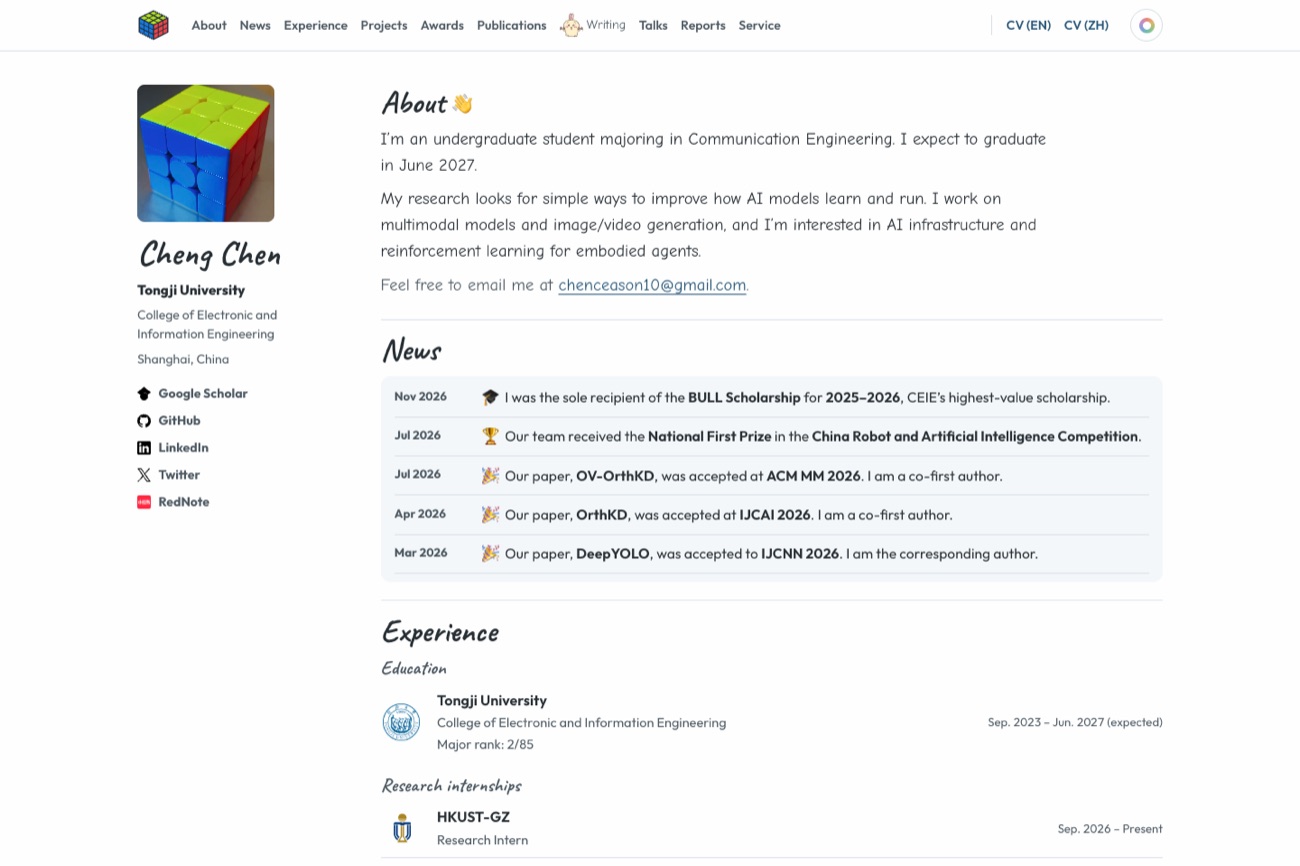 About News Experience Projects Awards Publications Writing Talks Reports Service CV (EN) CV (ZH)
Cheng Chen
Tongji University
College of Electronic and
Information Engineering
Shanghai, China
Google Scholar
GitHub
LinkedIn
Twitter
RedNote
About 👋
I'm an undergraduate student majoring in Communication Engineering. I expect to graduate
in June 2027.
My research looks for simple ways to improve how AI models learn and run. I work on
multimodal models and image/video generation, and I'm interested in AI infrastructure and
reinforcement learning for embodied agents.
Feel free to email me at chenceason10@gmail.com.
News
Nov 2026 🎓 I was the sole recipient of the BULL Scholarship for 2025–2026, CEIE's highest-value scholarship.
Jul 2026 🏆 Our team received the National First Prize in the China Robot and Artificial Intelligence Competition.
Jul 2026 🎉 Our paper, OV-OrthKD, was accepted at ACM MM 2026. I am a co-first author.
Apr 2026 🎉 Our paper, OrthKD, was accepted at IJCAI 2026. I am a co-first author.
Mar 2026 🎉 Our paper, DeepYOLO, was accepted to IJCNN 2026. I am the corresponding author.
Experience
Education
Tongji University
College of Electronic and Information Engineering Sep. 2023 – Jun. 2027 (expected)
Major rank: 2/85
Research internships
HKUST-GZ
Research Intern Sep. 2026 – Present